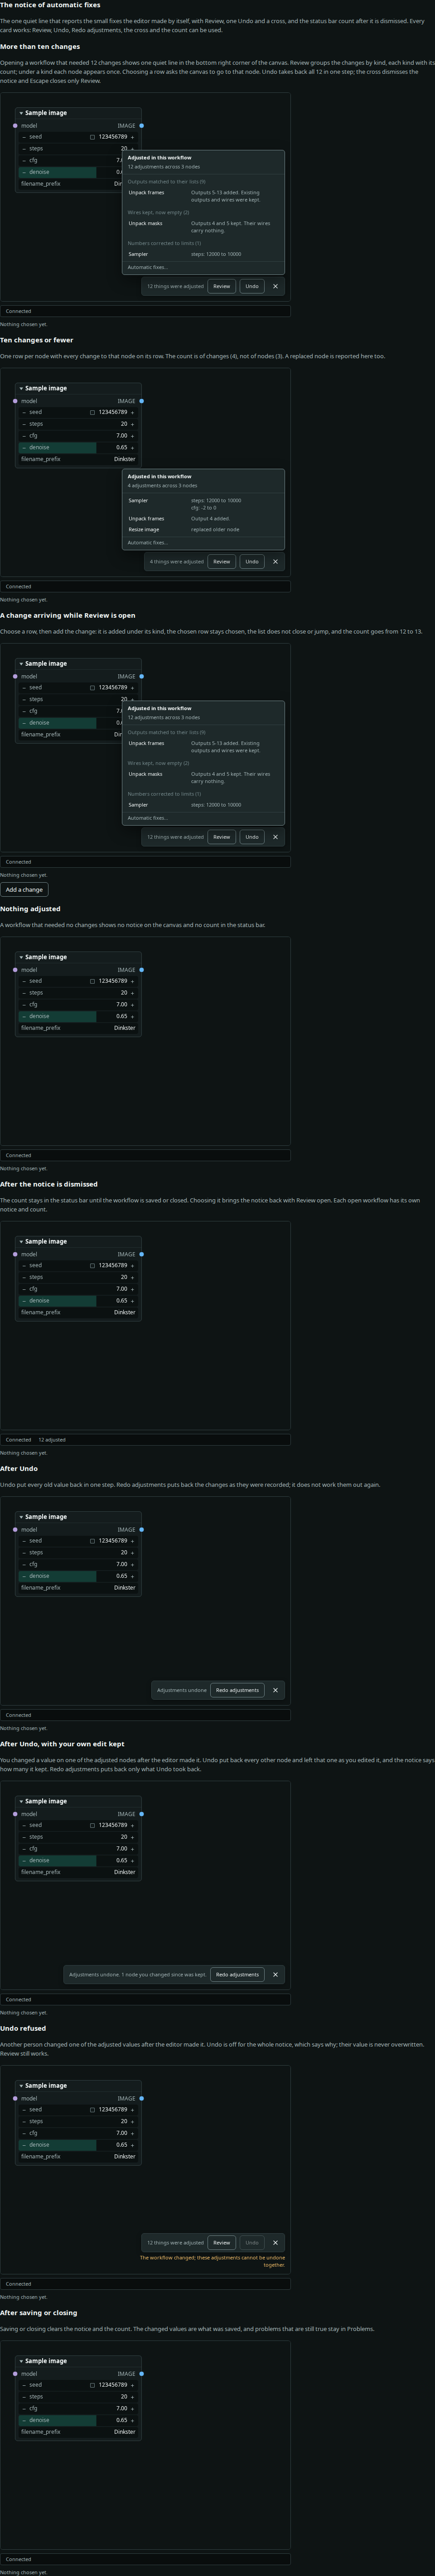 The notice of automatic fixes
The one quiet line that reports the small fixes the editor made by itself, with Review, one Undo and a cross, and the status bar count after it is dismissed. Every
card works: Review, Undo, Redo adjustments, the cross and the count can be used.
More than ten changes
Opening a workflow that needed 12 changes shows one quiet line in the bottom right corner of the canvas. Review groups the changes by kind, each kind with its
count; under a kind each node appears once. Choosing a row asks the canvas to go to that node. Undo takes back all 12 in one step; the cross dismisses the
notice and Escape closes only Review.
Sample image
model IMAGE
seed 123456789
steps 20
cfg 7.0
denoise 0.6
filename_prefix Din
Adjusted in this workflow
12 adjustments across 3 nodes
Outputs matched to their lists (9)
Unpack frames Outputs 5-13 added. Existing
outputs and wires were kept.
Wires kept, now empty (2)
Unpack masks Outputs 4 and 5 kept. Their wires
carry nothing.
Numbers corrected to limits (1)
Sampler steps: 12000 to 10000
Automatic fixes...
12 things were adjusted Review Undo
Connected
Nothing chosen yet.
Ten changes or fewer
One row per node with every change to that node on its row. The count is of changes (4), not of nodes (3). A replaced node is reported here too.
Sample image
model IMAGE
seed 123456789
steps 20
cfg 7.00
denoise 0.65
filename_prefix Dinkster
Adjusted in this workflow
4 adjustments across 3 nodes
Sampler steps: 12000 to 10000
cfg: -2 to 0
Unpack frames Output 4 added.
Resize image replaced older node
Automatic fixes...
4 things were adjusted Review Undo
Connected
Nothing chosen yet.
A change arriving while Review is open
Choose a row, then add the change: it is added under its kind, the chosen row stays chosen, the list does not close or jump, and the count goes from 12 to 13.
Sample image
model IMAGE
seed 123456789
steps 20
cfg 7.0
denoise 0.6
filename_prefix Din
Adjusted in this workflow
12 adjustments across 3 nodes
Outputs matched to their lists (9)
Unpack frames Outputs 5-13 added. Existing
outputs and wires were kept.
Wires kept, now empty (2)
Unpack masks Outputs 4 and 5 kept. Their wires
carry nothing.
Numbers corrected to limits (1)
Sampler steps: 12000 to 10000
Automatic fixes...
12 things were adjusted Review Undo
Connected
Nothing chosen yet.
Add a change
Nothing adjusted
A workflow that needed no changes shows no notice on the canvas and no count in the status bar.
Sample image
model IMAGE
seed 123456789
steps 20
cfg 7.00
denoise 0.65
filename_prefix Dinkster
Connected
Nothing chosen yet.
After the notice is dismissed
The count stays in the status bar until the workflow is saved or closed. Choosing it brings the notice back with Review open. Each open workflow has its own
notice and count.
Sample image
model IMAGE
seed 123456789
steps 20
cfg 7.00
denoise 0.65
filename_prefix Dinkster
Connected 12 adjusted
Nothing chosen yet.
After Undo
Undo put every old value back in one step. Redo adjustments puts back the changes as they were recorded; it does not work them out again.
Sample image
model IMAGE
seed 123456789
steps 20
cfg 7.00
denoise 0.65
filename_prefix Dinkster
Adjustments undone Redo adjustments
Connected
Nothing chosen yet.
After Undo, with your own edit kept
You changed a value on one of the adjusted nodes after the editor made it. Undo put back every other node and left that one as you edited it, and the notice says
how many it kept. Redo adjustments puts back only what Undo took back.
Sample image
model IMAGE
seed 123456789
steps 20
cfg 7.00
denoise 0.65
filename_prefix Dinkster
Adjustments undone. 1 node you changed since was kept. Redo adjustments
Connected
Nothing chosen yet.
Undo refused
Another person changed one of the adjusted values after the editor made it. Undo is off for the whole notice, which says why; their value is never overwritten.
Review still works.
Sample image
model IMAGE
seed 123456789
steps 20
cfg 7.00
denoise 0.65
filename_prefix Dinkster
12 things were adjusted Review Undo
The workflow changed; these adjustments cannot be undone
together.
Connected
Nothing chosen yet.
After saving or closing
Saving or closing clears the notice and the count. The changed values are what was saved, and problems that are still true stay in Problems.
Sample image
model IMAGE
seed 123456789
steps 20
cfg 7.00
denoise 0.65
filename_prefix Dinkster
Connected
Nothing chosen yet.